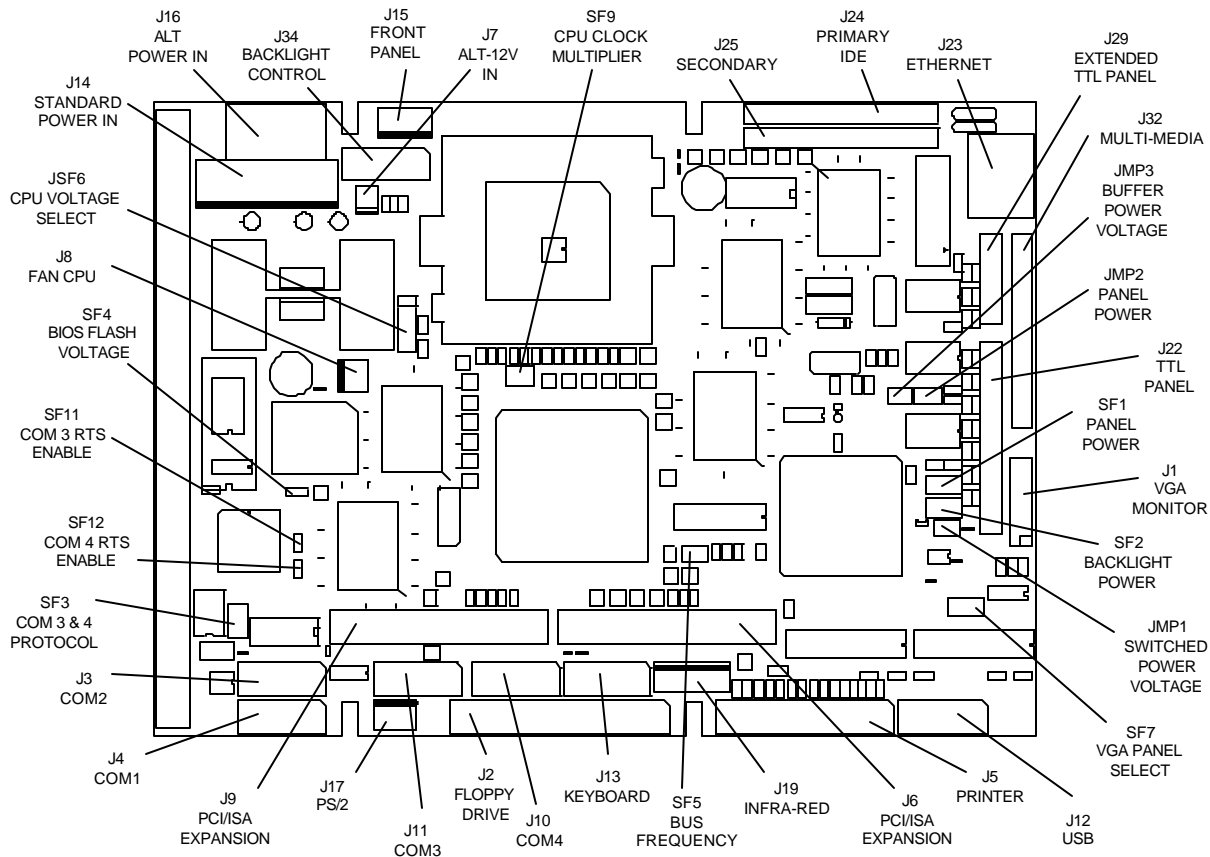 J16
ALT
POWER IN
J34
BACKLIGHT
CONTROL
J15
FRONT
PANEL
J7
ALT-12V
IN
SF9
CPU CLOCK
MULTIPLIER
J25
SECONDARY
J24
PRIMARY
IDE
J23
ETHERNET
J29
EXTENDED
TTL PANEL
J14
STANDARD
POWER IN
JSF6
CPU VOLTAGE
SELECT
J8
FAN CPU
SF4
BIOS FLASH
VOLTAGE
SF11
COM 3 RTS
ENABLE
SF12
COM 4 RTS
ENABLE
SF3
COM 3 & 4
PROTOCOL
J3
COM2
J4
COM1
J32
MULTI-MEDIA
JMP3
BUFFER
POWER
VOLTAGE
JMP2
PANEL
POWER
J22
TTL
PANEL
SF1
PANEL
POWER
J1
VGA
MONITOR
SF2
BACKLIGHT
POWER
JMP1
SWITCHED
POWER
VOLTAGE
SF7
VGA PANEL
SELECT
J9
PCI/ISA
EXPANSION
J17
PS/2
J11
COM3
J2
FLOPPY
DRIVE
J10
COM4
J13
KEYBOARD
SF5
BUS
FREQUENCY
J19
INFRA-RED
J6
PCI/ISA
EXPANSION
J5
PRINTER
J12
USB